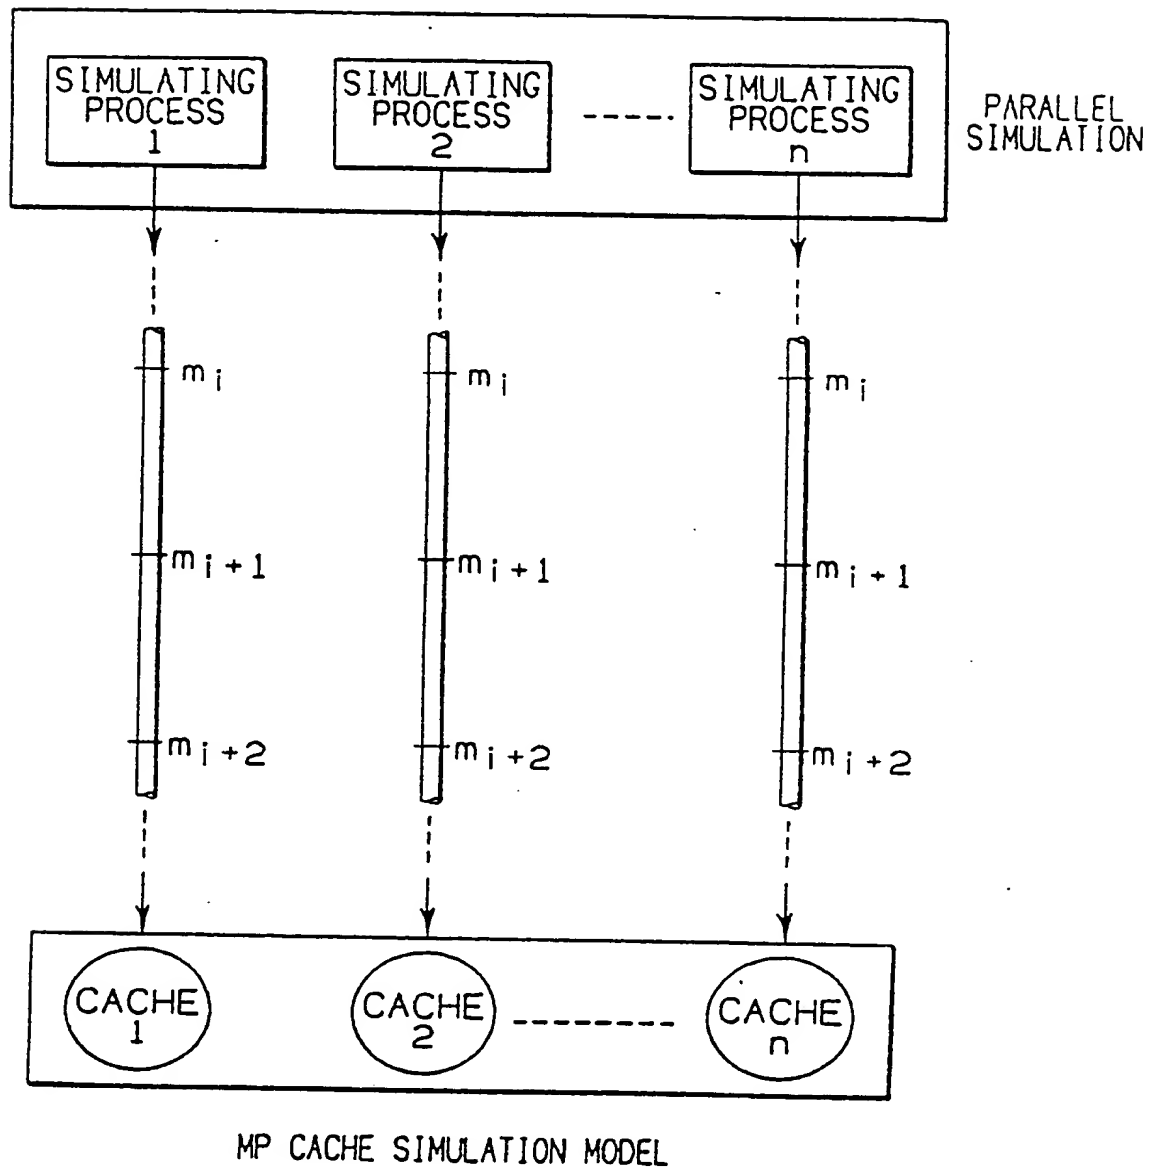 SIMULATING
PROCESS
1
SIMULATING
PROCESS
2
SIMULATING
PROCESS
n
PARALLEL
SIMULATION
m i
m i
m i
m i + 1
m i + 1
m i + 1
m i + 2
m i + 2
m i + 2
CACHE
1
CACHE
2
CACHE
n
MP CACHE SIMULATION MODEL